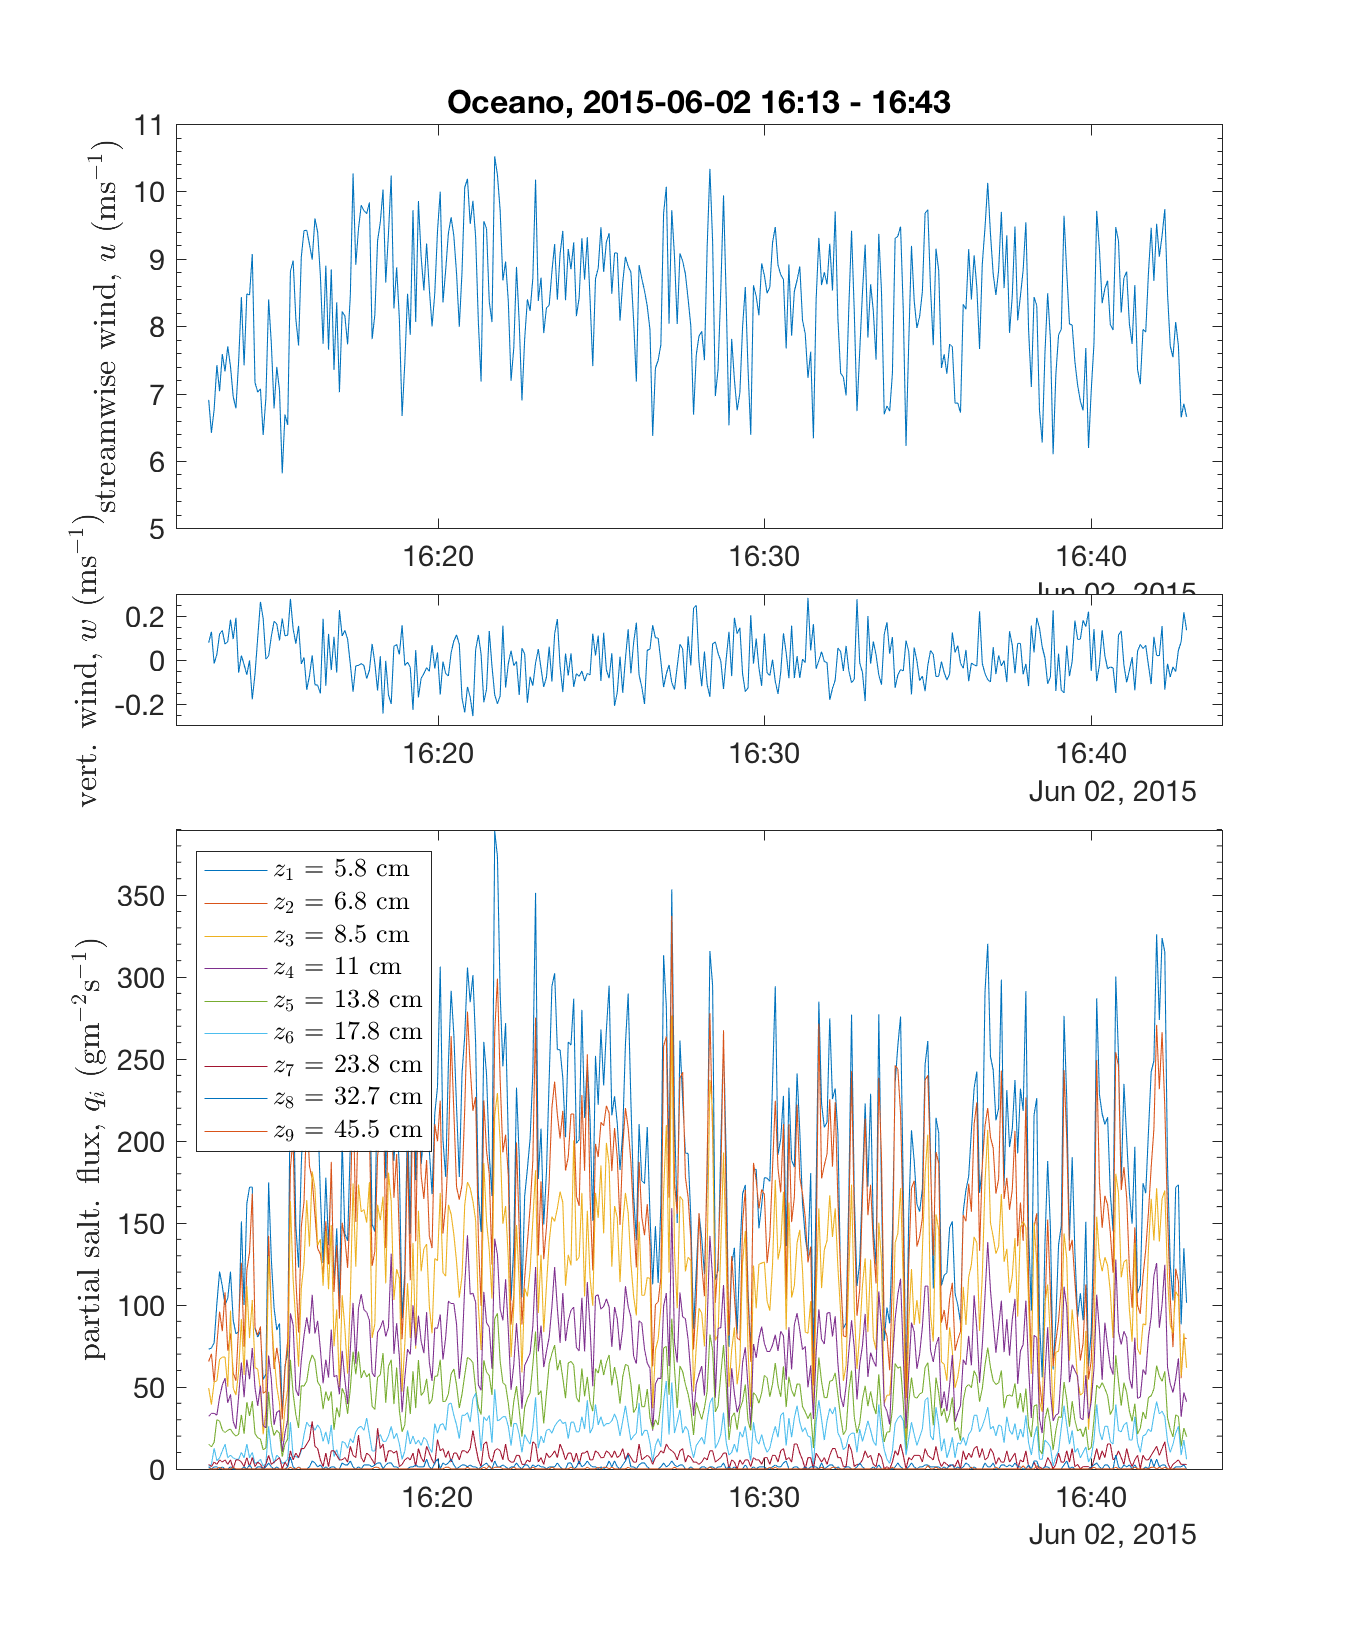 Oceano, 2015-06-02 16:13 - 16:43
streamwise wind, u (ms⁻¹)
11
10
9
8
7
6
5
16:20 16:30 16:40
Jun 02, 2015
vert. wind, w (ms⁻¹)
0.2
0
-0.2
16:20 16:30 16:40
Jun 02, 2015
partial salt. flux, qᵢ (gm⁻²s⁻¹)
350
300
250
200
150
100
50
0
z₁ = 5.8 cm
z₂ = 6.8 cm
z₃ = 8.5 cm
z₄ = 11 cm
z₅ = 13.8 cm
z₆ = 17.8 cm
z₇ = 23.8 cm
z₈ = 32.7 cm
z₉ = 45.5 cm
16:20 16:30 16:40
Jun 02, 2015